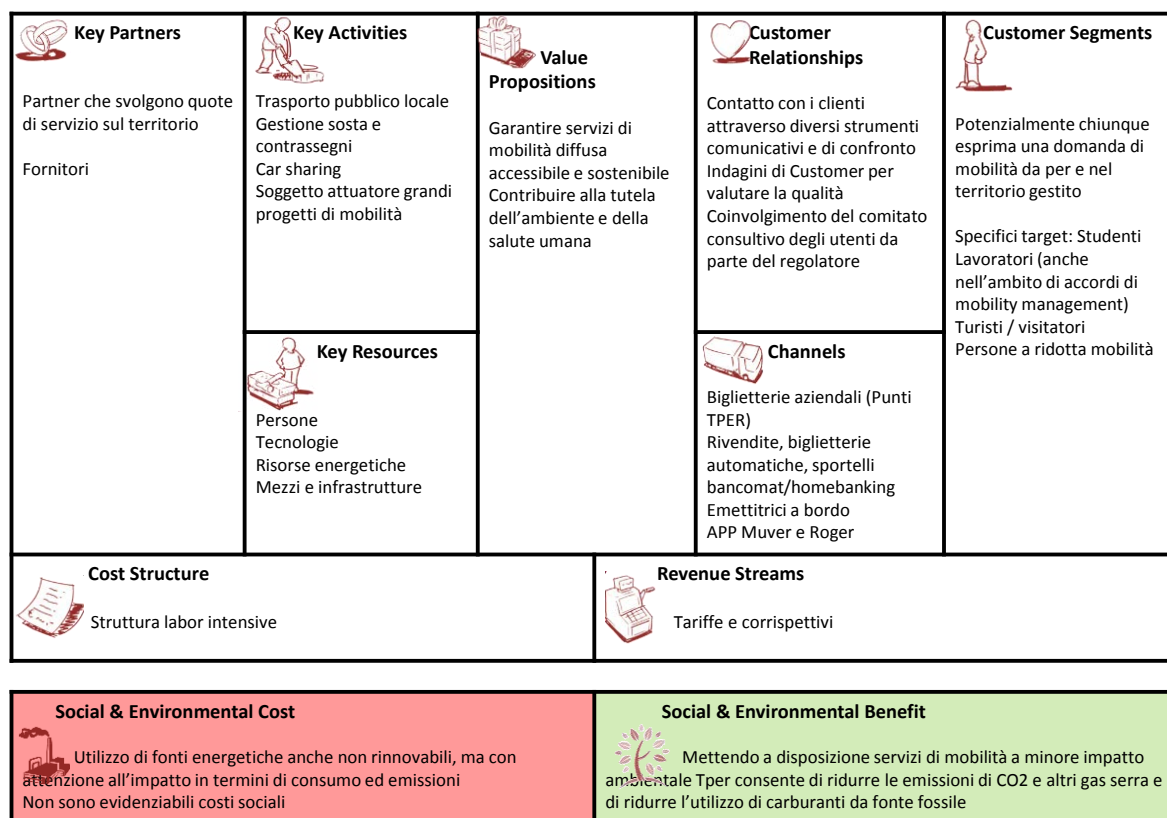 Key Partners
Partner che svolgono quote
di servizio sul territorio
Fornitori
Key Activities
Trasporto pubblico locale
Gestione sosta e
contrassegni
Car sharing
Soggetto attuatore grandi
progetti di mobilità
Key Resources
Persone
Tecnologie
Risorse energetiche
Mezzi e infrastrutture
Value
Propositions
Garantire servizi di
mobilità diffusa
accessibile e sostenibile
Contribuire alla tutela
dell’ambiente e della
salute umana
Customer
Relationships
Contatto con i clienti
attraverso diversi strumenti
comunicativi e di confronto
Indagini di Customer per
valutare la qualità
Coinvolgimento del comitato
consultivo degli utenti da
parte del regolatore
Channels
Biglietterie aziendali (Punti
TPER)
Rivendite, biglietterie
automatiche, sportelli
bancomat/homebanking
Emettitrici a bordo
APP Muver e Roger
Customer Segments
Potenzialmente chiunque
esprima una domanda di
mobilità da per e nel
territorio gestito
Specifici target: Studenti
Lavoratori (anche
nell’ambito di accordi di
mobility management)
Turisti / visitatori
Persone a ridotta mobilità
Cost Structure
Struttura labor intensive
Revenue Streams
Tariffe e corrispettivi
Social & Environmental Cost
Utilizzo di fonti energetiche anche non rinnovabili, ma con
attenzione all’impatto in termini di consumo ed emissioni
Non sono evidenziabili costi sociali
Social & Environmental Benefit
Mettendo a disposizione servizi di mobilità a minore impatto
ambientale Tper consente di ridurre le emissioni di CO2 e altri gas serra e
di ridurre l’utilizzo di carburanti da fonte fossile